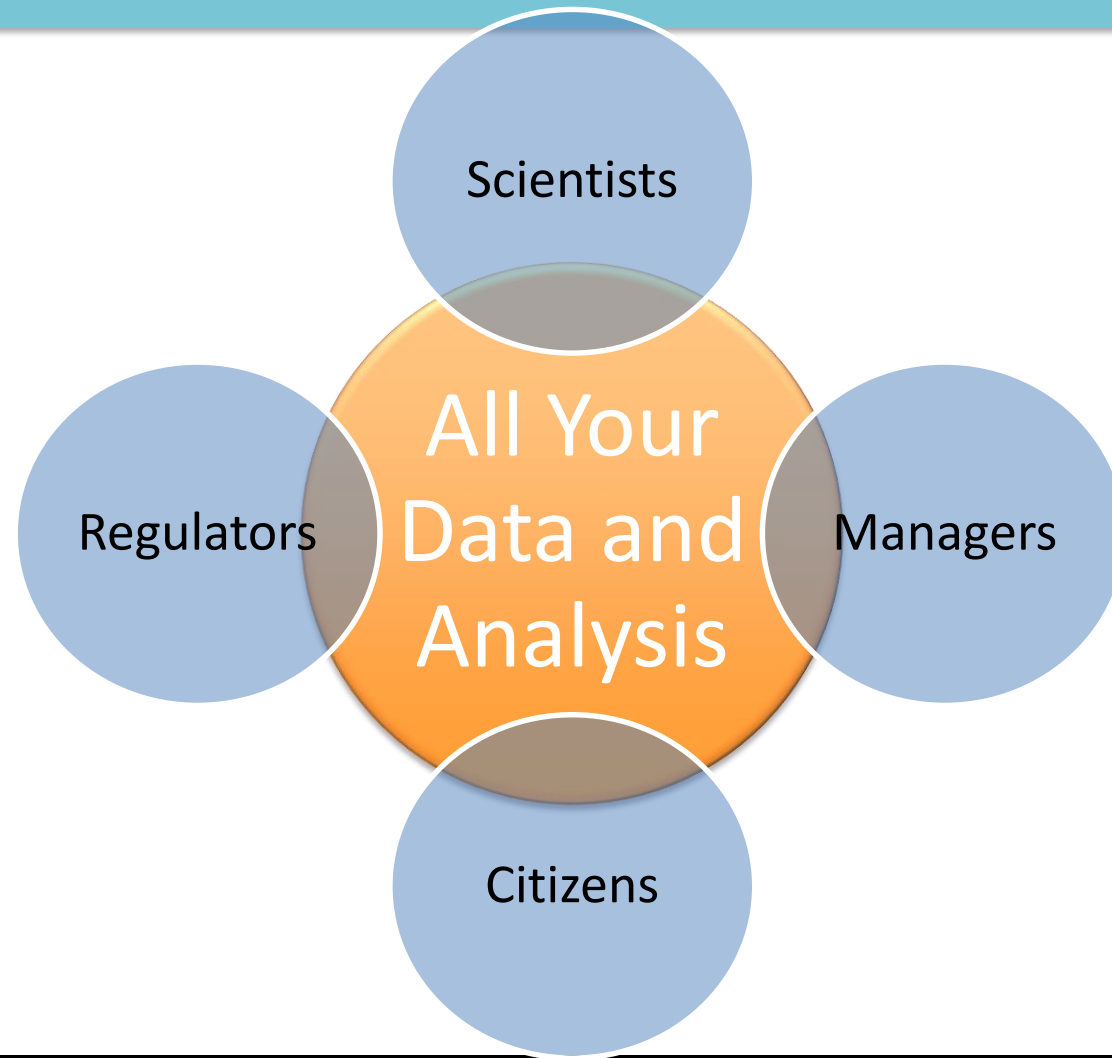 Scientists
All Your
Data and
Analysis
Regulators
Managers
Citizens